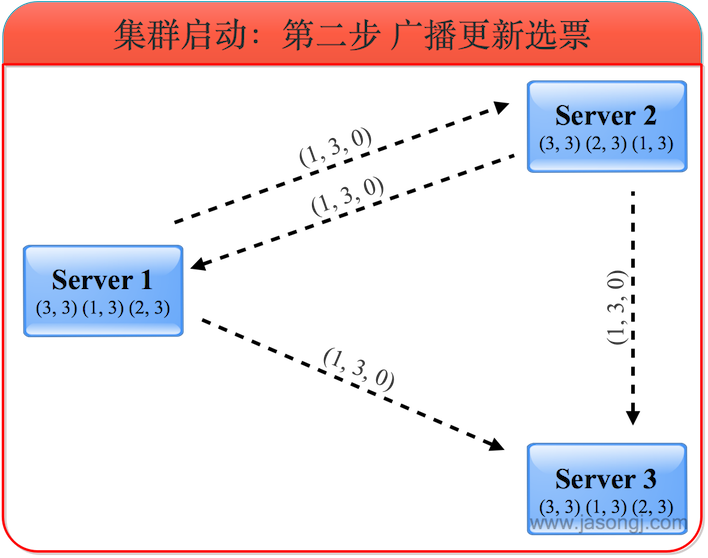 集群启动：第二步 广播更新选票
Server 2
(3, 3) (2, 3) (1, 3)
(1, 3, 0)
(1, 3, 0)
Server 1
(3, 3) (1, 3) (2, 3)
(1, 3, 0)
(1, 3, 0)
Server 3
(3, 3) (1, 3) (2, 3)
www.jasongj.com